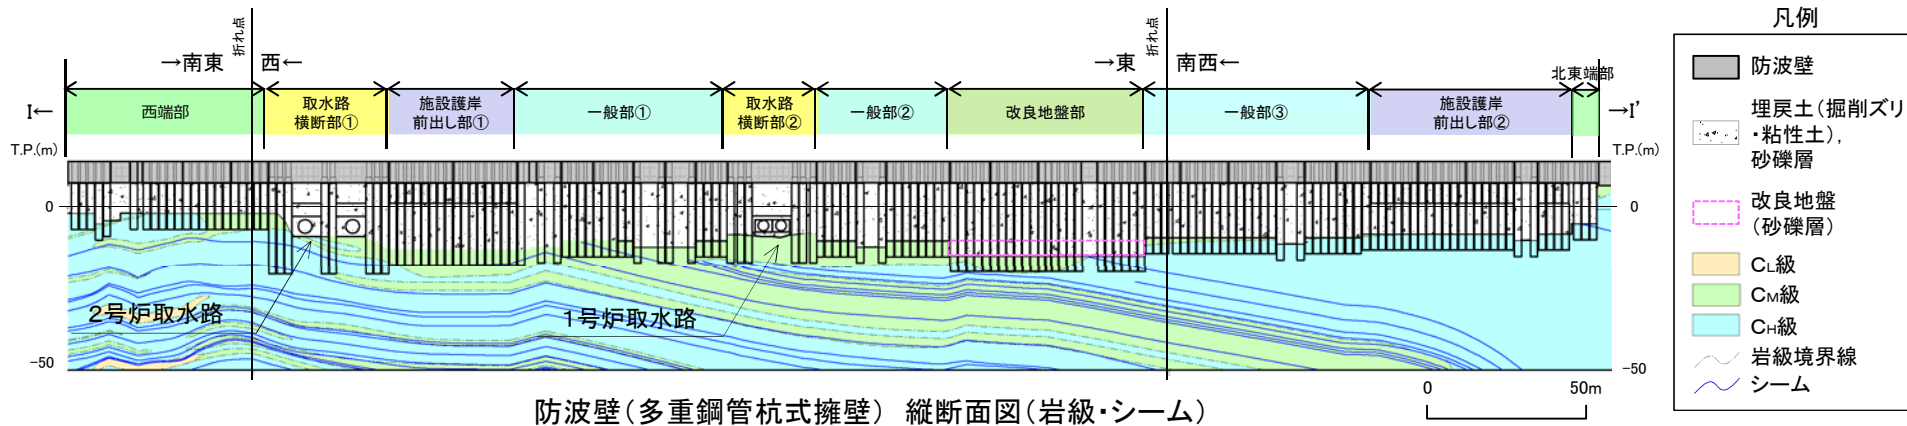 →南東
折れ点
西←
→東
折れ点
南西←
I←
西端部
取水路
横断部①
施設護岸
前出し部①
一般部①
取水路
横断部②
一般部②
改良地盤部
一般部③
施設護岸
前出し部②
北東端部
→I'
T.P.(m)
T.P.(m)
0
0
-50
-50
2号炉取水路
1号炉取水路
0
50m
防波壁(多重鋼管杭式擁壁) 縦断面図(岩級・シーム)
凡例
防波壁
埋戻土(掘削ズリ
・粘性土),
砂礫層
改良地盤
(砂礫層)
CL級
CM級
CH級
岩級境界線
シーム